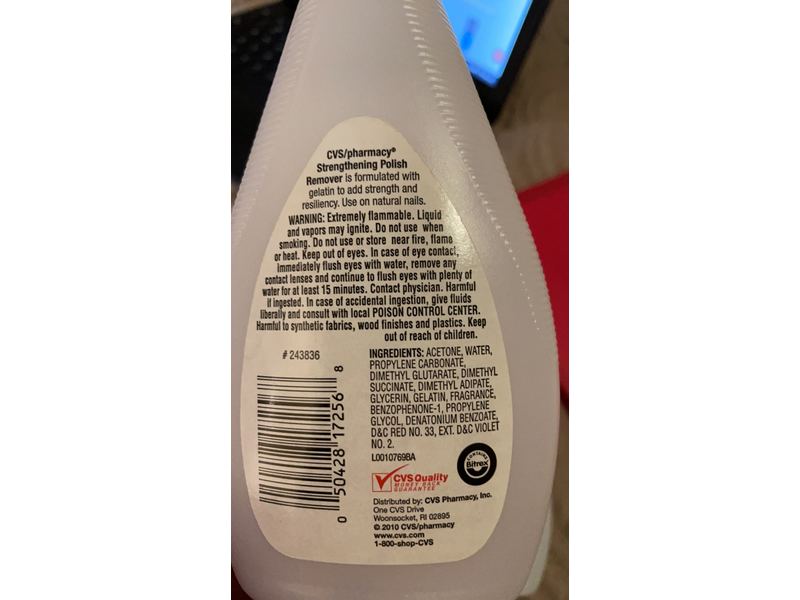 CVS/pharmacy®
Strengthening Polish
Remover is formulated with
gelatin to add strength and
resiliency. Use on natural nails.
WARNING: Extremely flammable. Liquid
and vapors may ignite. Do not use when
smoking. Do not use or store near fire, flame
or heat. Keep out of eyes. In case of eye contact,
immediately flush eyes with water, remove any
contact lenses and continue to flush eyes with plenty of
water for at least 15 minutes. Contact physician. Harmful
if ingested. In case of accidental ingestion, give fluids
liberally and consult with local POISON CONTROL CENTER.
Harmful to synthetic fabrics, wood finishes and plastics. Keep
out of reach of children.
# 243836
0 50428 17256 8
INGREDIENTS: ACETONE, WATER,
PROPYLENE CARBONATE,
DIMETHYL GLUTARATE, DIMETHYL
SUCCINATE, DIMETHYL ADIPATE,
GLYCERIN, GELATIN, FRAGRANCE,
BENZOPHENONE-1, PROPYLENE
GLYCOL, DENATONIUM BENZOATE,
D&C RED NO. 33, EXT. D&C VIOLET
NO. 2.
L0010769BA
CONTAINS
Bitrex
CVS Quality
MONEY BACK
GUARANTEE
Distributed by: CVS Pharmacy, Inc.
One CVS Drive
Woonsocket, RI 02895
© 2010 CVS/pharmacy
www.cvs.com
1-800-shop-CVS